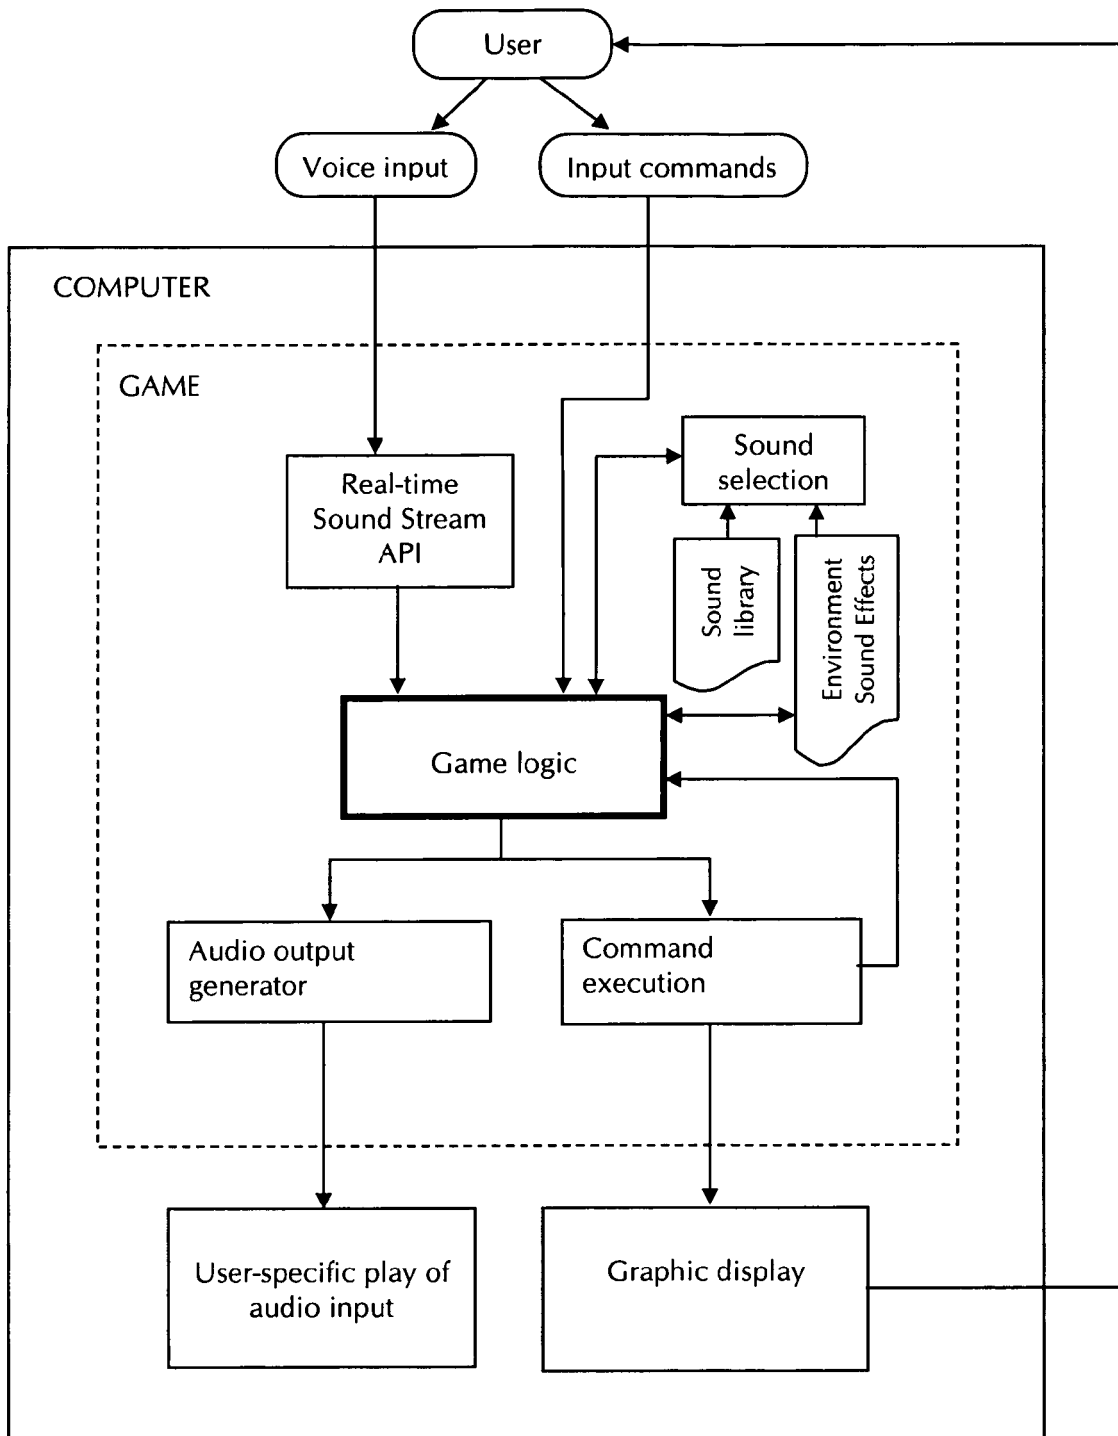 User
Voice input
Input commands
COMPUTER
GAME
Real-time
Sound Stream
API
Sound
selection
Sound
library
Environment
Sound Effects
Game logic
Audio output
generator
Command
execution
User-specific play of
audio input
Graphic display